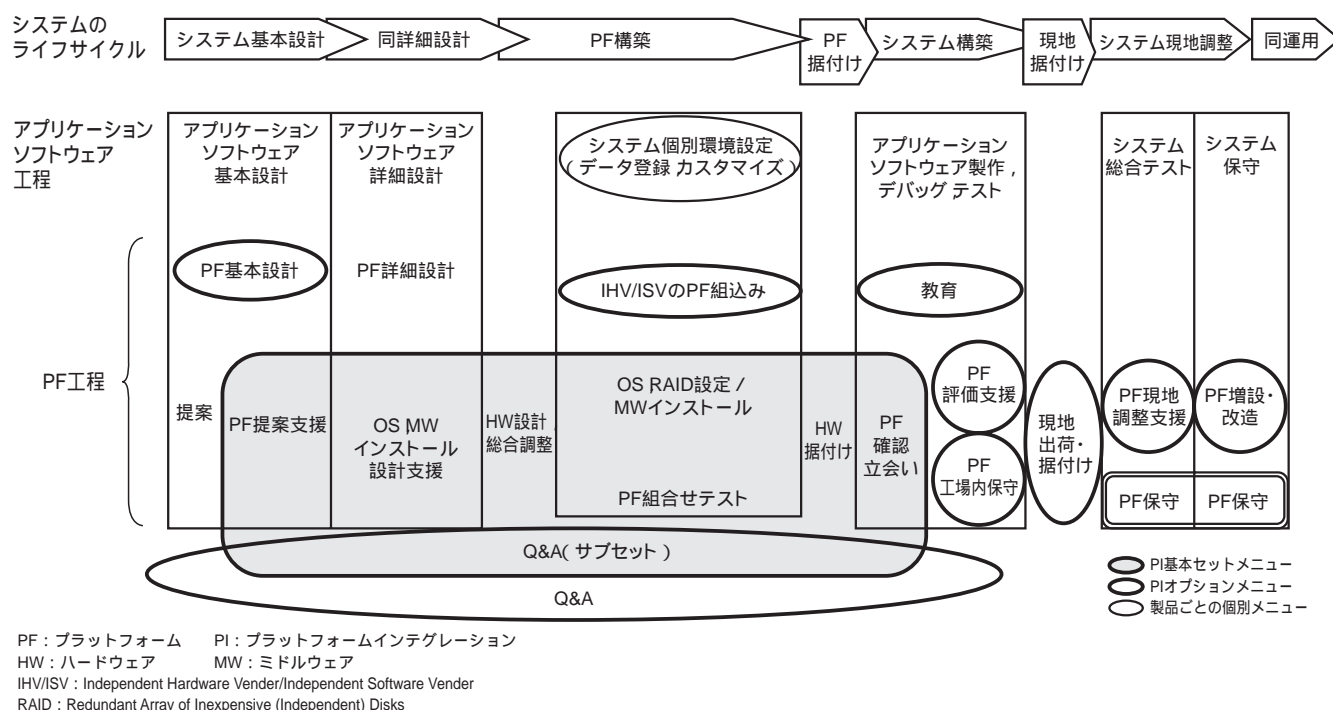 システムの
ライフサイクル
システム基本設計
同詳細設計
PF構築
PF
据付け
システム構築
現地
据付け
システム現地調整
同運用
アプリケーション
ソフトウェア
工程
アプリケーション
ソフトウェア
基本設計
アプリケーション
ソフトウェア
詳細設計
システム個別環境設定
(データ登録,カスタマイズ)
アプリケーション
ソフトウェア製作,
デバッグ,テスト
システム
総合テスト
システム
保守
PF工程
PF基本設計
PF詳細設計
IHV/ISVのPF組込み
教育
提案
PF提案支援
OS,MW
インストール
設計支援
HW設計,
総合調整
OS RAID設定/
MWインストール
PF組合せテスト
HW
据付け
PF
確認
立会い
PF
評価支援
PF
工場内保守
現地
出荷・
据付け
PF現地
調整支援
PF増設・
改造
PF保守
PF保守
Q&A(サブセット)
Q&A
PI基本セットメニュー
PIオプションメニュー
製品ごとの個別メニュー
PF:プラットフォーム PI:プラットフォームインテグレーション
HW:ハードウェア MW:ミドルウェア
IHV/ISV:Independent Hardware Vender/Independent Software Vender
RAID:Redundant Array of Inexpensive (Independent) Disks